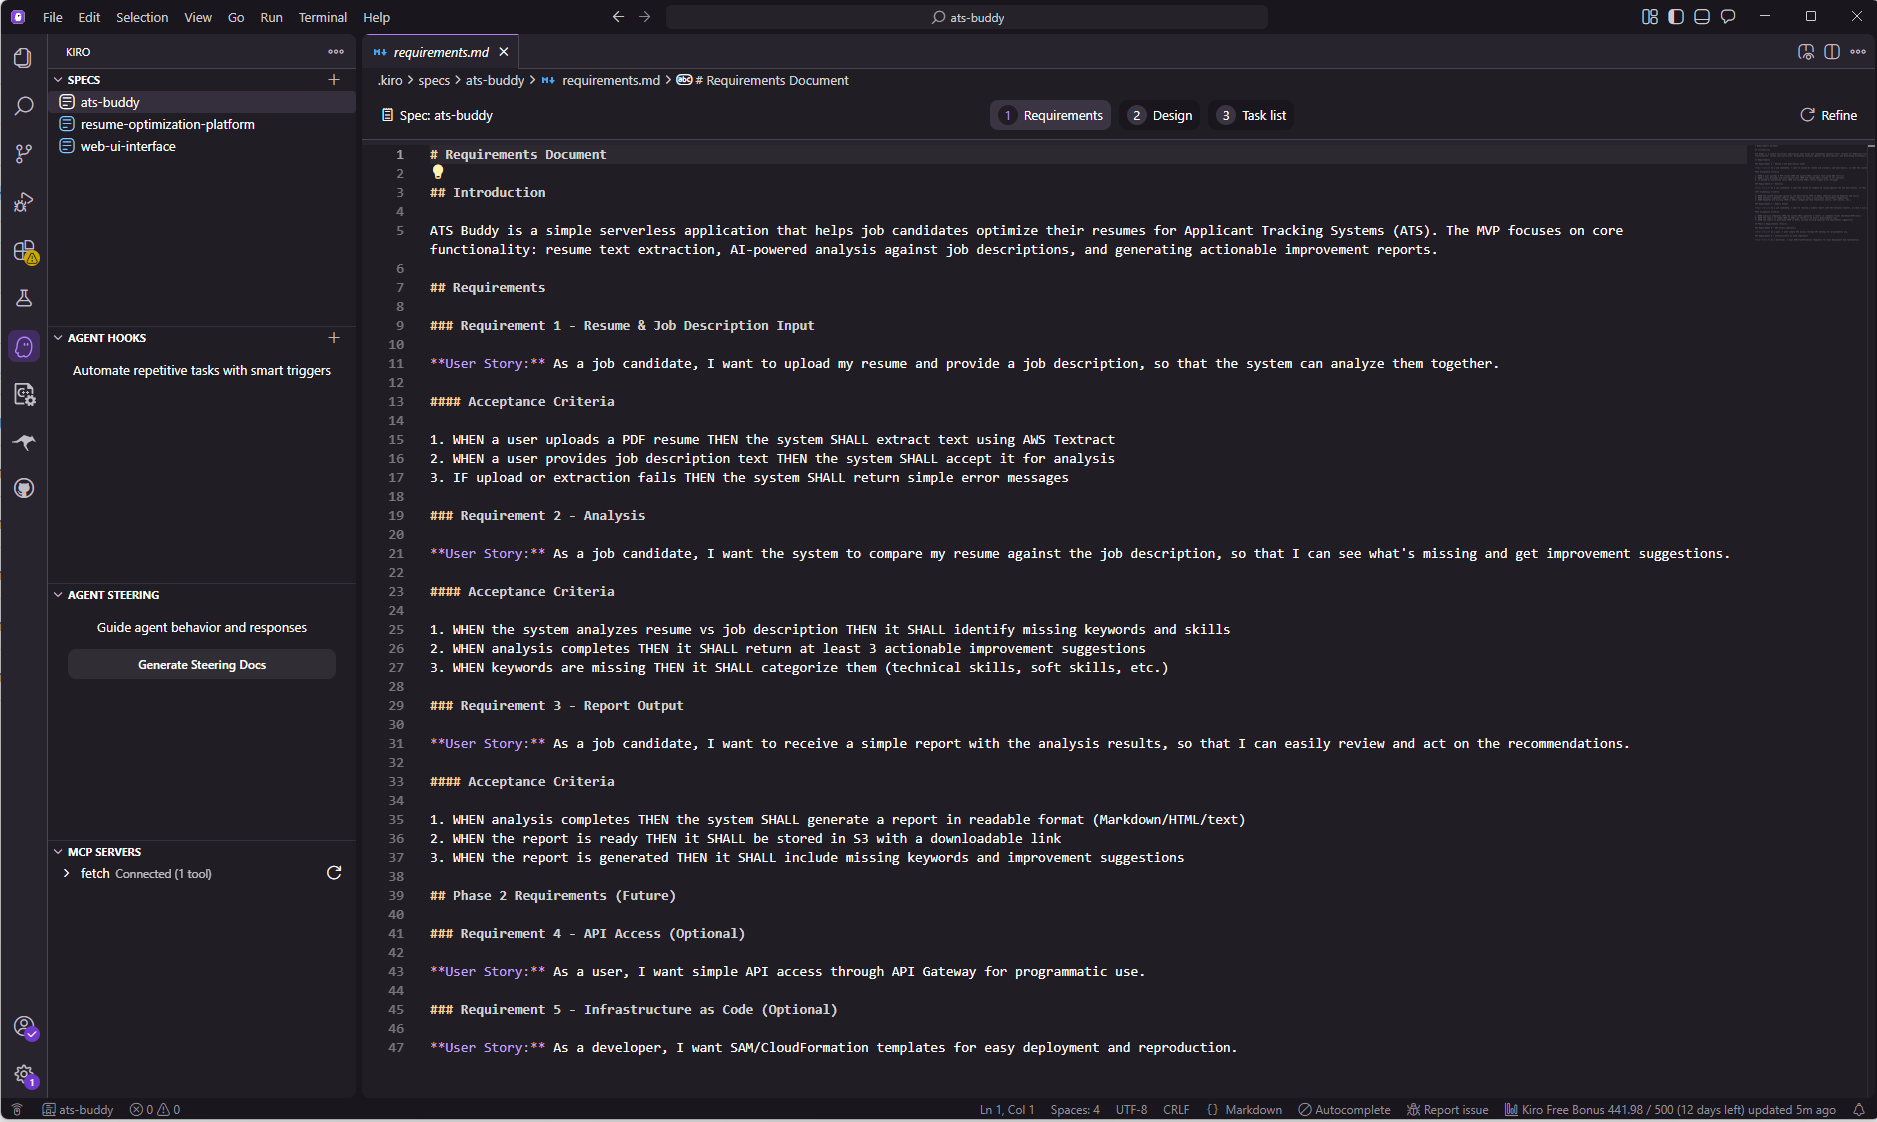 File Edit Selection View Go Run Terminal Help
ats-buddy
KIRO
SPECS
ats-buddy
resume-optimization-platform
web-ui-interface
AGENT HOOKS
Automate repetitive tasks with smart triggers
AGENT STEERING
Guide agent behavior and responses
Generate Steering Docs
MCP SERVERS
fetch Connected (1 tool)
1
requirements.md
.kiro > specs > ats-buddy > requirements.md > # Requirements Document
Spec: ats-buddy
1 Requirements 2 Design 3 Task list
Refine
1 # Requirements Document
2
3 ## Introduction
4
5 ATS Buddy is a simple serverless application that helps job candidates optimize their resumes for Applicant Tracking Systems (ATS). The MVP focuses on core
functionality: resume text extraction, AI-powered analysis against job descriptions, and generating actionable improvement reports.
6
7 ## Requirements
8
9 ### Requirement 1 - Resume & Job Description Input
10
11 **User Story:** As a job candidate, I want to upload my resume and provide a job description, so that the system can analyze them together.
12
13 #### Acceptance Criteria
14
15 1. WHEN a user uploads a PDF resume THEN the system SHALL extract text using AWS Textract
16 2. WHEN a user provides job description text THEN the system SHALL accept it for analysis
17 3. IF upload or extraction fails THEN the system SHALL return simple error messages
18
19 ### Requirement 2 - Analysis
20
21 **User Story:** As a job candidate, I want the system to compare my resume against the job description, so that I can see what's missing and get improvement suggestions.
22
23 #### Acceptance Criteria
24
25 1. WHEN the system analyzes resume vs job description THEN it SHALL identify missing keywords and skills
26 2. WHEN analysis completes THEN it SHALL return at least 3 actionable improvement suggestions
27 3. WHEN keywords are missing THEN it SHALL categorize them (technical skills, soft skills, etc.)
28
29 ### Requirement 3 - Report Output
30
31 **User Story:** As a job candidate, I want to receive a simple report with the analysis results, so that I can easily review and act on the recommendations.
32
33 #### Acceptance Criteria
34
35 1. WHEN analysis completes THEN the system SHALL generate a report in readable format (Markdown/HTML/text)
36 2. WHEN the report is ready THEN it SHALL be stored in S3 with a downloadable link
37 3. WHEN the report is generated THEN it SHALL include missing keywords and improvement suggestions
38
39 ## Phase 2 Requirements (Future)
40
41 ### Requirement 4 - API Access (Optional)
42
43 **User Story:** As a user, I want simple API access through API Gateway for programmatic use.
44
45 ### Requirement 5 - Infrastructure as Code (Optional)
46
47 **User Story:** As a developer, I want SAM/CloudFormation templates for easy deployment and reproduction.
ats-buddy 0 0
Ln 1, Col 1 Spaces: 4 UTF-8 CRLF {} Markdown Autocomplete Report issue Kiro Free Bonus 441.98 / 500 (12 days left) updated 5m ago